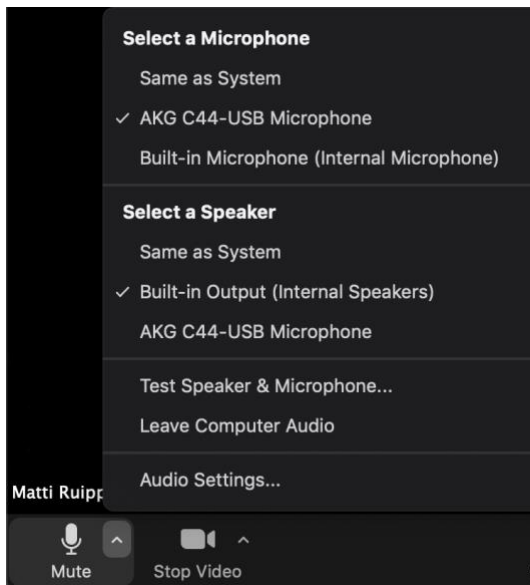 Select a Microphone
Same as System
✓ AKG C44-USB Microphone
Built-in Microphone (Internal Microphone)
Select a Speaker
Same as System
✓ Built-in Output (Internal Speakers)
AKG C44-USB Microphone
Test Speaker & Microphone...
Leave Computer Audio
Audio Settings...
Matti Ruipp
Mute
Stop Video